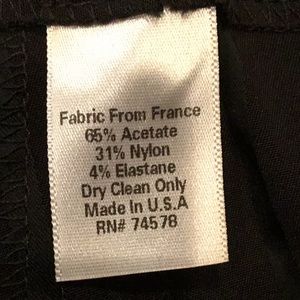 Fabric From France
65% Acetate
31% Nylon
4% Elastane
Dry Clean Only
Made In U.S.A
RN# 74578